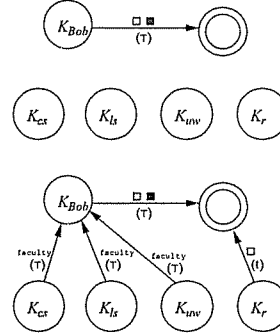 K_Bob
□ ■
(T)
K_cs K_ls K_uw K_r
K_Bob
□ ■
(T)
faculty faculty faculty □
(T) (T) (T) (I)
K_cs K_ls K_uw K_r